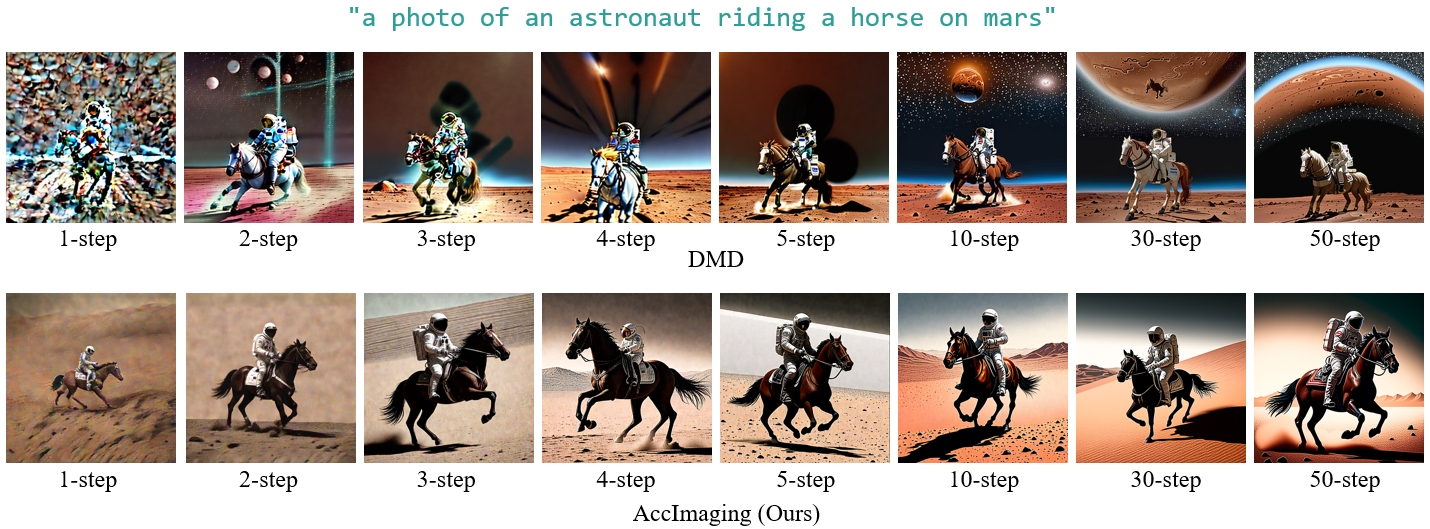 "a photo of an astronaut riding a horse on mars"
1-step 2-step 3-step 4-step 5-step 10-step 30-step 50-step
DMD
1-step 2-step 3-step 4-step 5-step 10-step 30-step 50-step
AccImaging (Ours)